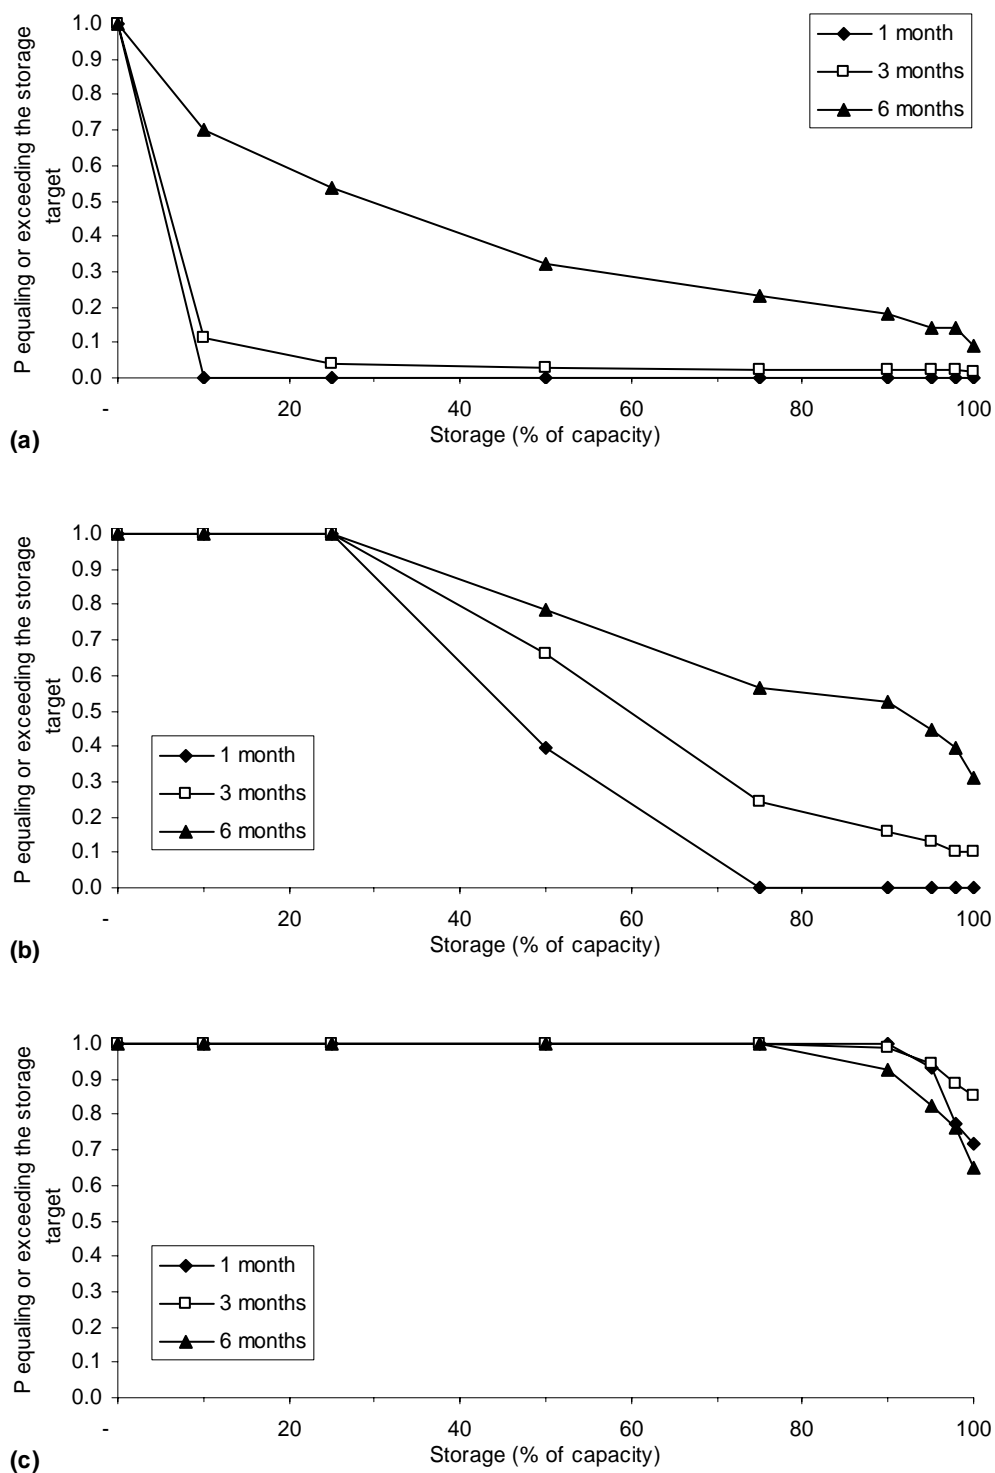 P equaling or exceeding the storage
target
1.0
0.9
0.8
0.7
0.6
0.5
0.4
0.3
0.2
0.1
0.0
1 month
3 months
6 months
- 20 40 60 80 100
Storage (% of capacity)
(a)
P equaling or exceeding the storage
target
1.0
0.9
0.8
0.7
0.6
0.5
0.4
0.3
0.2
0.1
0.0
1 month
3 months
6 months
- 20 40 60 80 100
Storage (% of capacity)
(b)
P equaling or exceeding the storage
target
1.0
0.9
0.8
0.7
0.6
0.5
0.4
0.3
0.2
0.1
0.0
1 month
3 months
6 months
- 20 40 60 80 100
Storage (% of capacity)
(c)